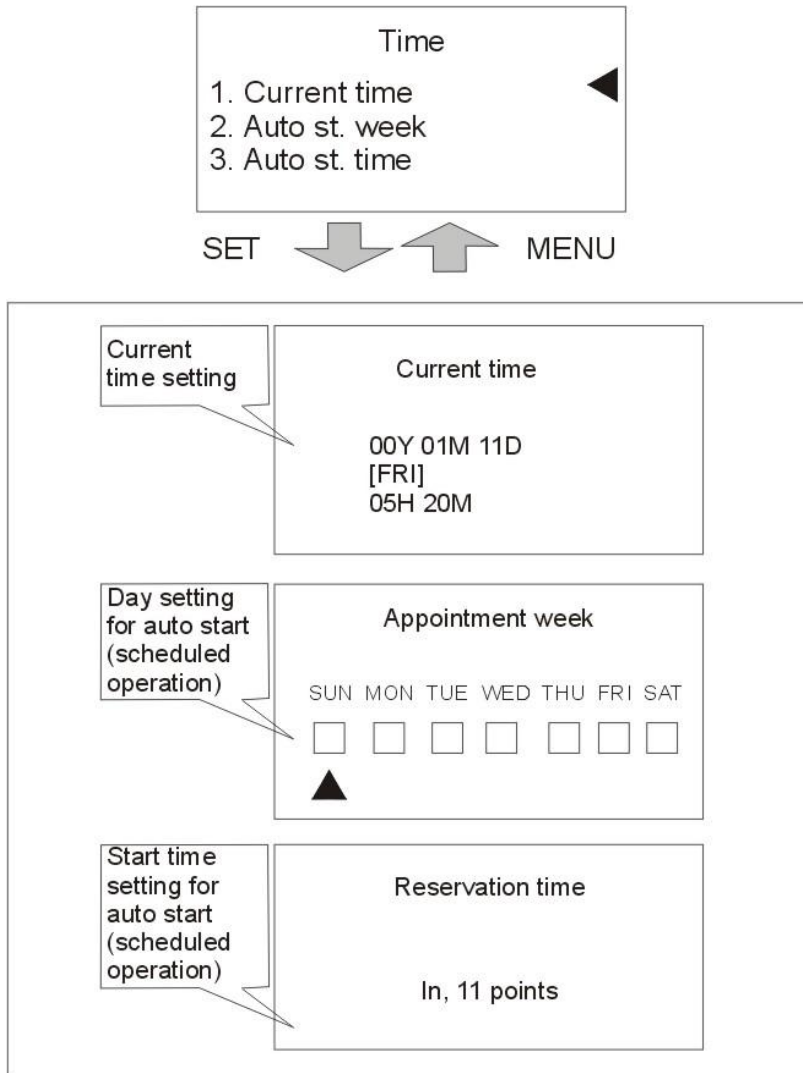 Time
1. Current time
2. Auto st. week
3. Auto st. time
SET
MENU
Current
time setting
Current time
00Y 01M 11D
[FRI]
05H 20M
Day setting
for auto start
(scheduled
operation)
Appointment week
SUN MON TUE WED THU FRI SAT
Start time
setting for
auto start
(scheduled
operation)
Reservation time
In, 11 points